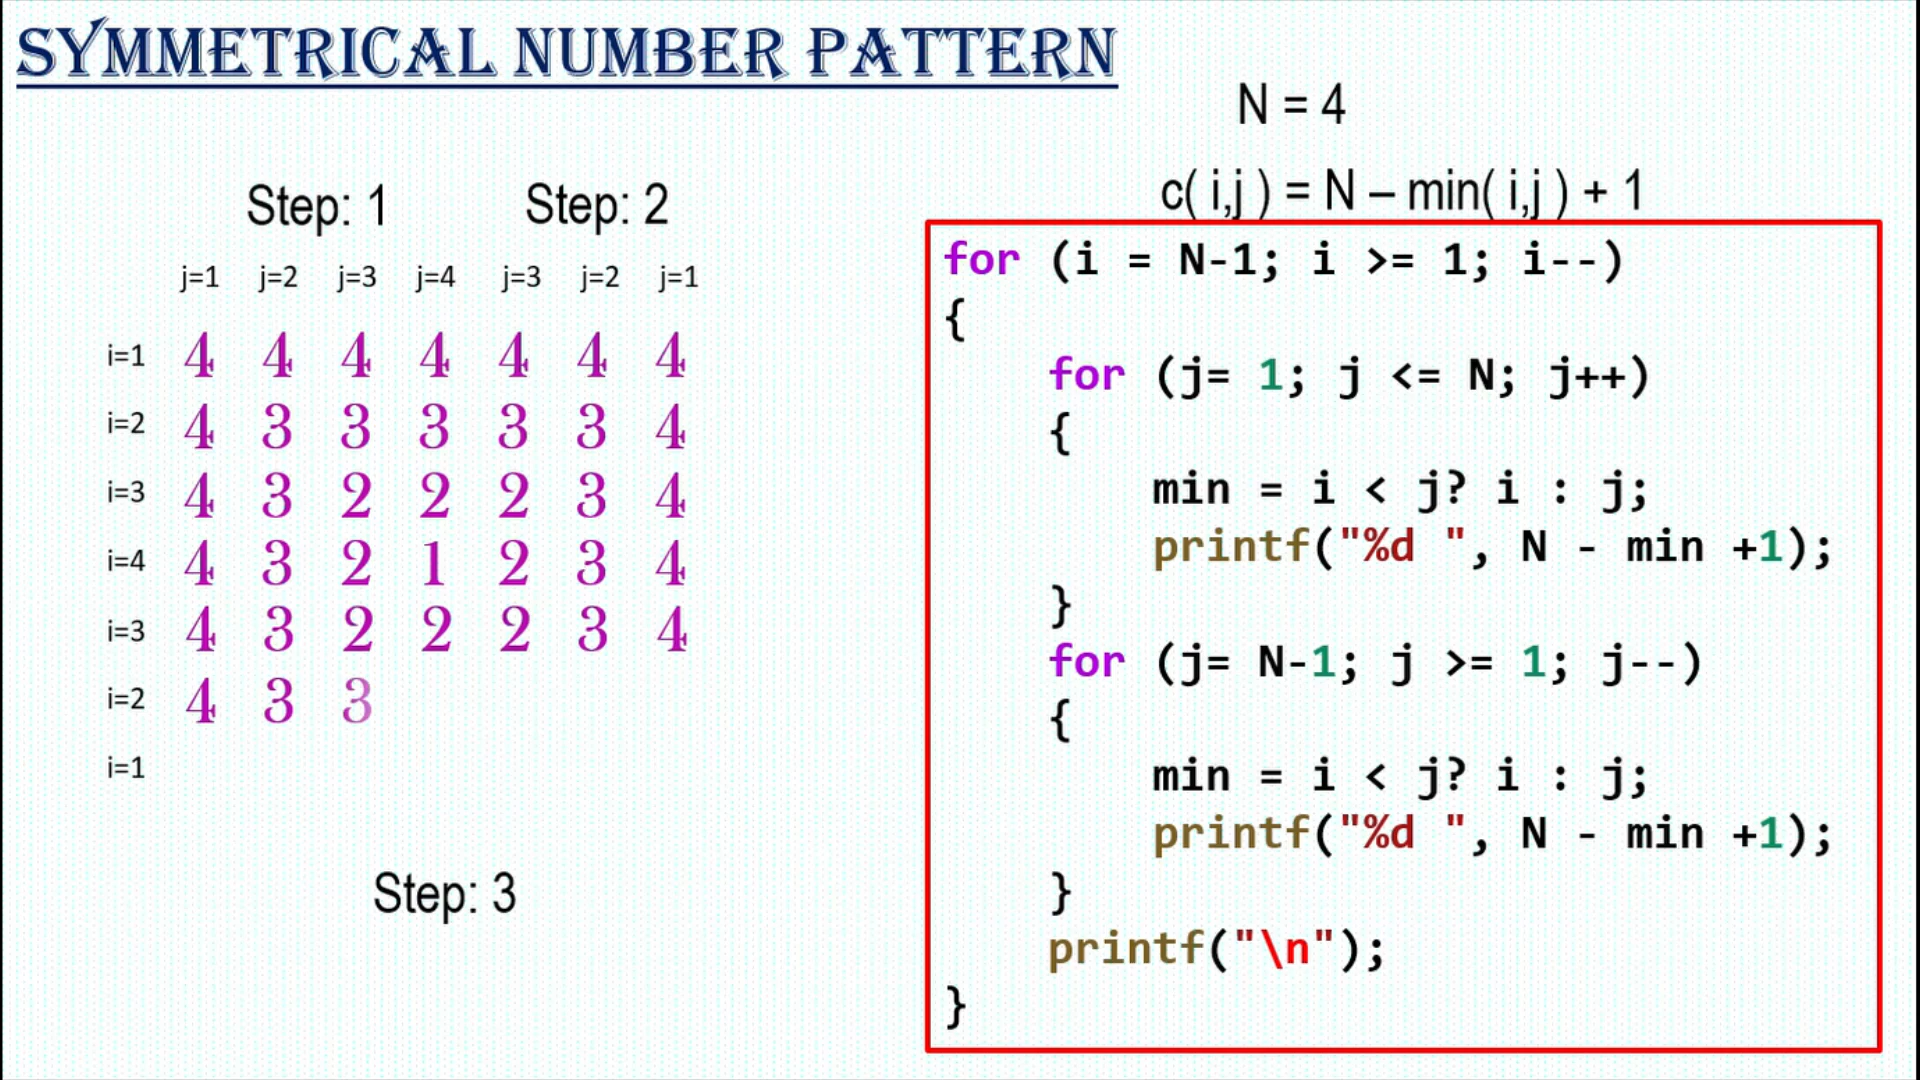 SYMMETRICAL NUMBER PATTERN
N = 4
c( i,j ) = N – min( i,j ) + 1
Step: 1 Step: 2
j=1 j=2 j=3 j=4 j=3 j=2 j=1
i=1 4 4 4 4 4 4 4
i=2 4 3 3 3 3 3 4
i=3 4 3 2 2 2 3 4
i=4 4 3 2 1 2 3 4
i=3 4 3 2 2 2 3 4
i=2 4 3 3
i=1
Step: 3
for (i = N-1; i >= 1; i--)
{
for (j= 1; j <= N; j++)
{
min = i < j? i : j;
printf("%d ", N - min +1);
}
for (j= N-1; j >= 1; j--)
{
min = i < j? i : j;
printf("%d ", N - min +1);
}
printf("\n");
}